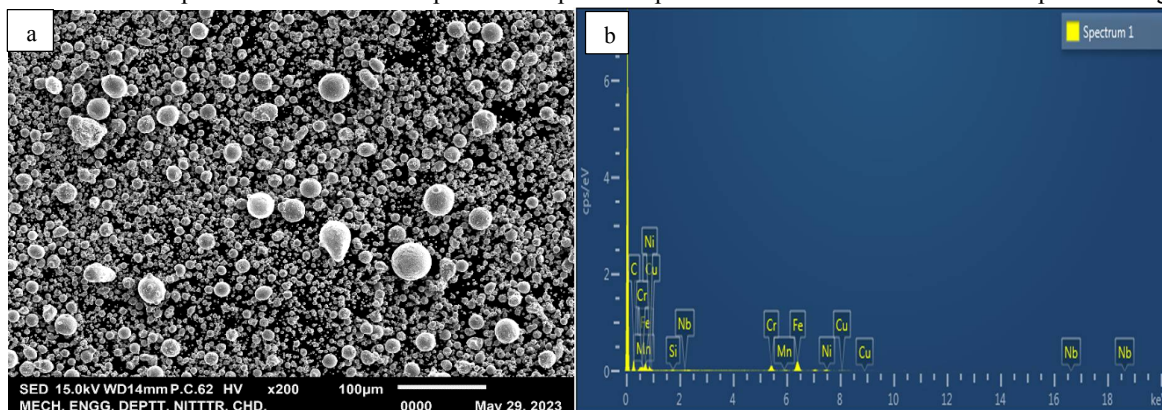 a
SED 15.0kV WD14mm P.C.62 HV x200 100µm
MECH. ENGG. DEPTT. NITTTR, CHD. 0000 May 29, 2023
b
Spectrum 1
cps/eV
6
4
2
0
Ni
C Cu
Cr
Fe
Mn Si Nb Cr Mn Fe Ni Cu Cu Nb Nb
0 2 4 6 8 10 12 14 16 18 ke